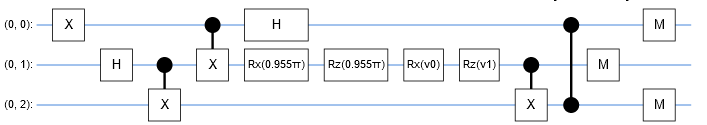 (0, 0): X H M
(0, 1): H X Rx(0.955π) Rz(0.955π) Rx(v0) Rz(v1) M
(0, 2): X X M